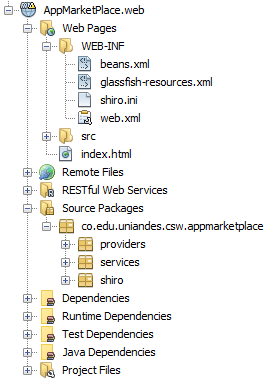 AppMarketPlace.web
Web Pages
WEB-INF
beans.xml
glassfish-resources.xml
shiro.ini
web.xml
src
index.html
Remote Files
RESTful Web Services
Source Packages
co.edu.uniandes.csw.appmarketplace
providers
services
shiro
Dependencies
Runtime Dependencies
Test Dependencies
Java Dependencies
Project Files